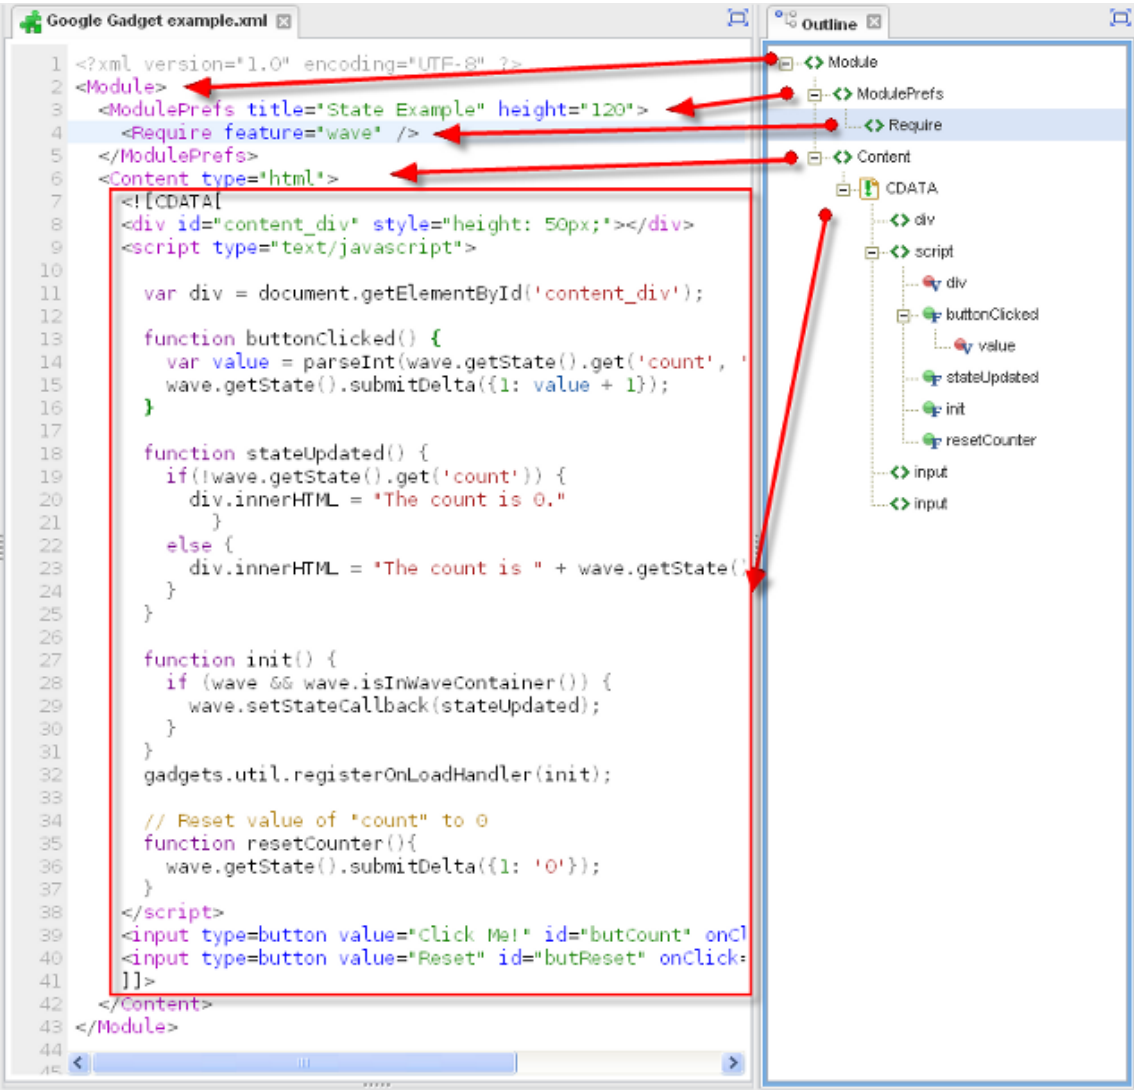 Google Gadget example.xml
1 <?xml version="1.0" encoding="UTF-8" ?>
2 <Module>
3 <ModulePrefs title="State Example" height="120">
4 <Require feature="wave" />
5 </ModulePrefs>
6 <Content type="html">
7 <![CDATA[
8 <div id="content_div" style="height: 50px;"></div>
9 <script type="text/javascript">
10
11 var div = document.getElementById('content_div');
12
13 function buttonClicked() {
14 var value = parseInt(wave.getState().get('count', '
15 wave.getState().submitDelta({1: value + 1});
16 }
17
18 function stateUpdated() {
19 if(!wave.getState().get('count')) {
20 div.innerHTML = "The count is 0."
21 }
22 else {
23 div.innerHTML = "The count is " + wave.getState()
24 }
25 }
26
27 function init() {
28 if (wave && wave.isInWaveContainer()) {
29 wave.setStateCallback(stateUpdated);
30 }
31 }
32 gadgets.util.registerOnLoadHandler(init);
33
34 // Reset value of "count" to 0
35 function resetCounter(){
36 wave.getState().submitDelta({1: '0'});
37 }
38 </script>
39 <input type=button value="Click Me!" id="butCount" onCl
40 <input type=button value="Reset" id="butReset" onClick=
41 ]]>
42 </Content>
43 </Module>
44
45
Outline
Module
ModulePrefs
Require
Content
CDATA
div
script
div
buttonClicked
value
stateUpdated
init
resetCounter
input
input